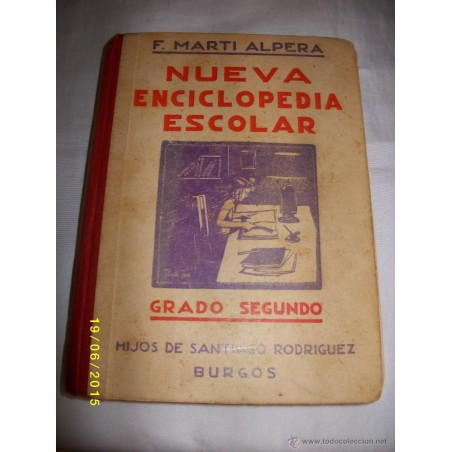 F. MARTI ALPERA
NUEVA
ENCICLOPEDIA
ESCOLAR
GRADO SEGUNDO
HIJOS DE SANTIAGO RODRIGUEZ
BURGOS
19/06/2015
© www.todocoleccion.net